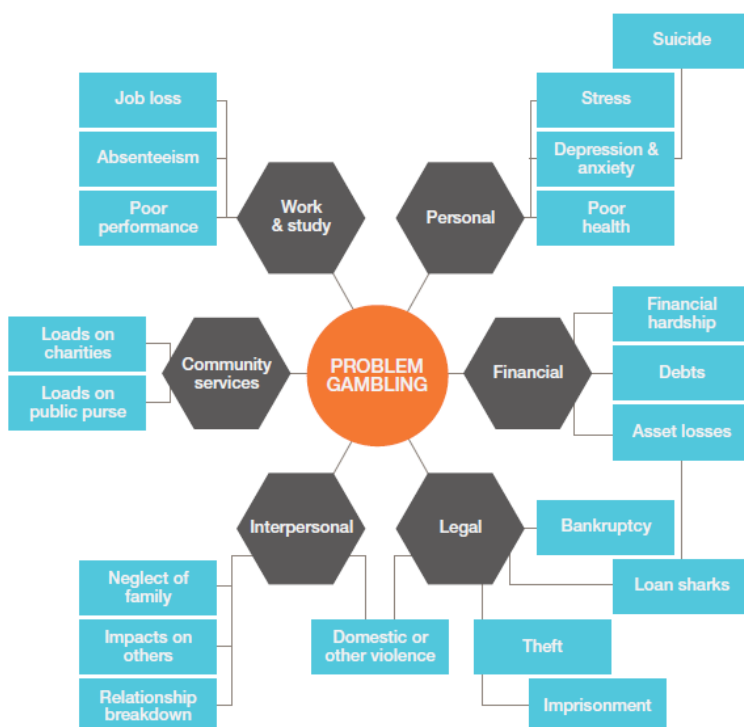 Suicide
Job loss
Stress
Absenteeism
Depression &
anxiety
Poor
performance
Work
& study
Personal
Poor
health
Financial
hardship
Loads on
charities
Community
services
PROBLEM
GAMBLING
Financial
Debts
Loads on
public purse
Asset losses
Interpersonal
Legal
Bankruptcy
Neglect of
family
Loan sharks
Impacts on
others
Domestic or
other violence
Theft
Relationship
breakdown
Imprisonment